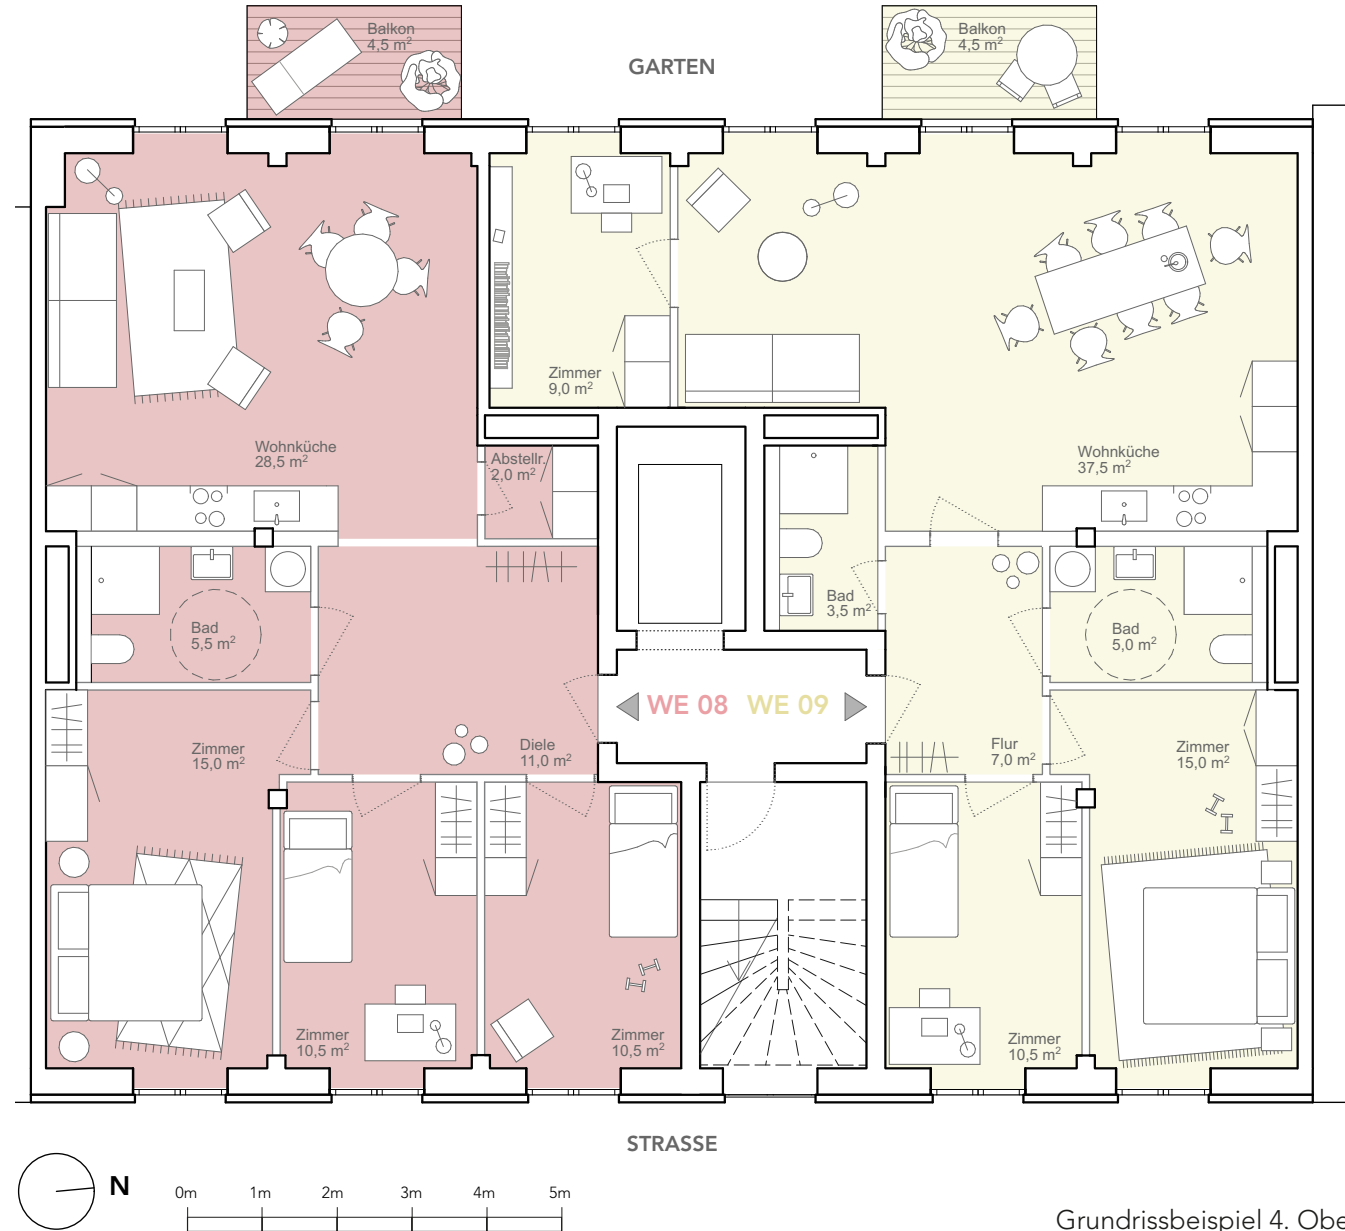 Balkon
4,5 m²
GARTEN
Balkon
4,5 m²
Zimmer
9,0 m²
Wohnküche
28,5 m²
Abstellr.
2,0 m²
Wohnküche
37,5 m²
Bad
5,5 m²
Bad
3,5 m²
Bad
5,0 m²
WE 08
WE 09
Zimmer
15,0 m²
Diele
11,0 m²
Flur
7,0 m²
Zimmer
15,0 m²
Zimmer
10,5 m²
Zimmer
10,5 m²
Zimmer
10,5 m²
STRASSE
N
0m 1m 2m 3m 4m 5m
Grundrissbeispiel 4. Obe